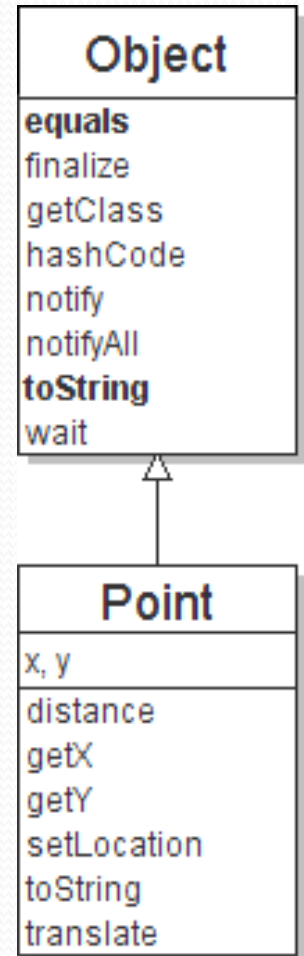 Object
equals
finalize
getClass
hashCode
notify
notifyAll
toString
wait
Point
x, y
distance
getX
getY
setLocation
toString
translate